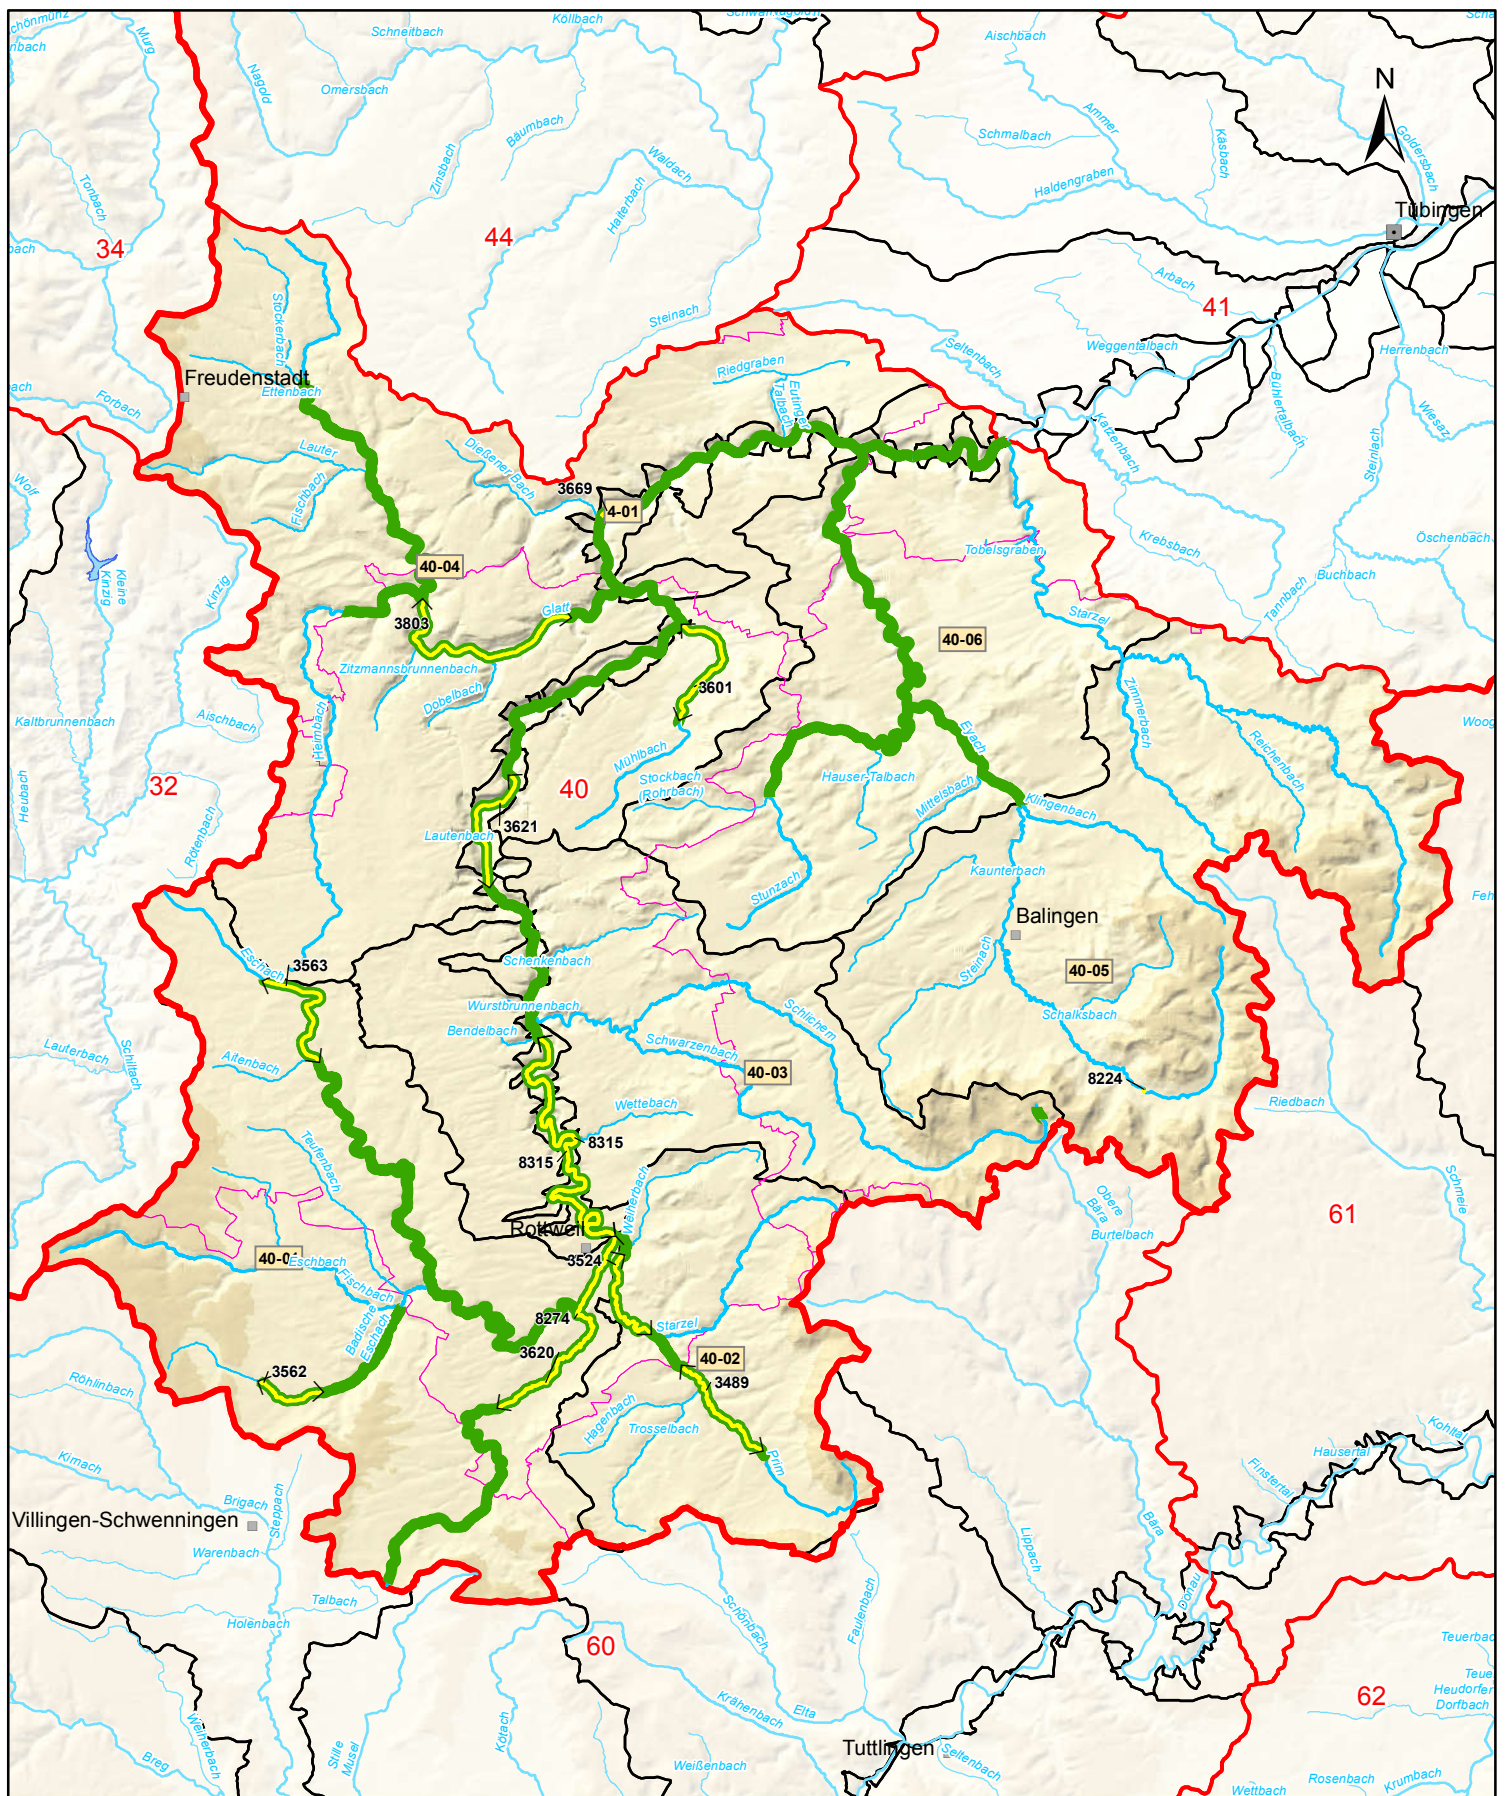 Köllbach
Schneitbach
Murg
Nagold
Omersbach
Bäumbach
Zinsbach
Waldach
Haiterbach
Aischbach
Ammer
Schmalbach
Käsbach
Goldersbach
Haldengraben
N
Tübingen
Tonbach
34
44
Arbach
41
Steinach
Weggentalbach
Herrenbach
Seltenbach
Stockerbach
Freudenstadt
Ettenbach
Forbach
Riedgraben
Eutinger
Talbach
Bühlertalbach
Wiesaz
Katzenbach
Steinlach
Lauter
Dießener Bach
Fischbach
Wolf
3669
4-01
Krebsbach
Öschenbach
Tobelsgraben
Buchbach
Tannbach
Kleine
Kinzig
Kinzig
40-04
Glatt
3803
Starzel
40-06
Zitzmannsbrunnenbach
Dobelbach
3601
Zimmerbach
Kaltbrunnenbach
Aischbach
Heimbach
Eyach
Reichenbach
Mühlbach
Stockbach
(Rohrbach)
Hauser-Talbach
Mittelsbach
Klingenbach
32
40
Heubach
Rötenbach
3621
Lautenbach
Kaunterbach
Stunzach
Balingen
Eschach
3563
Schenkenbach
Steinach
40-05
Wurstbrunnenbach
Schlichem
Schalksbach
Bendelbach
Schwarzenbach
Lauterbach
Schiltach
Aitenbach
40-03
8224
Riedbach
Wettebach
8315
8315
Teufenbach
Schmeie
Weiherbach
Obere
Bära
Burtelbach
61
Rottweil
3524
Eschbach
Fischbach
Badische
Eschach
8274
Starzel
3620
40-02
3562
3489
Röhlinbach
Hagenbach
Trosselbach
Prim
Kirnach
Kohltal
Hausertal
Finstertal
Brigach
Steppach
Villingen-Schwenningen
Warenbach
Bära
Lippach
Talbach
Holenbach
Schönbach
Faulenbach
Donau
60
62
Krähenbach
Elta
Heudorfer
Dorfbach
Weiherbach
Stille
Musel
Kötach
Tuttlingen
Seltenbach
Breg
Weißenbach
Wettbach
Rosenbach
Krumbach